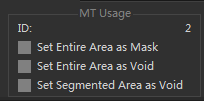 MT Usage
ID: 2
Set Entire Area as Mask
Set Entire Area as Void
Set Segmented Area as Void